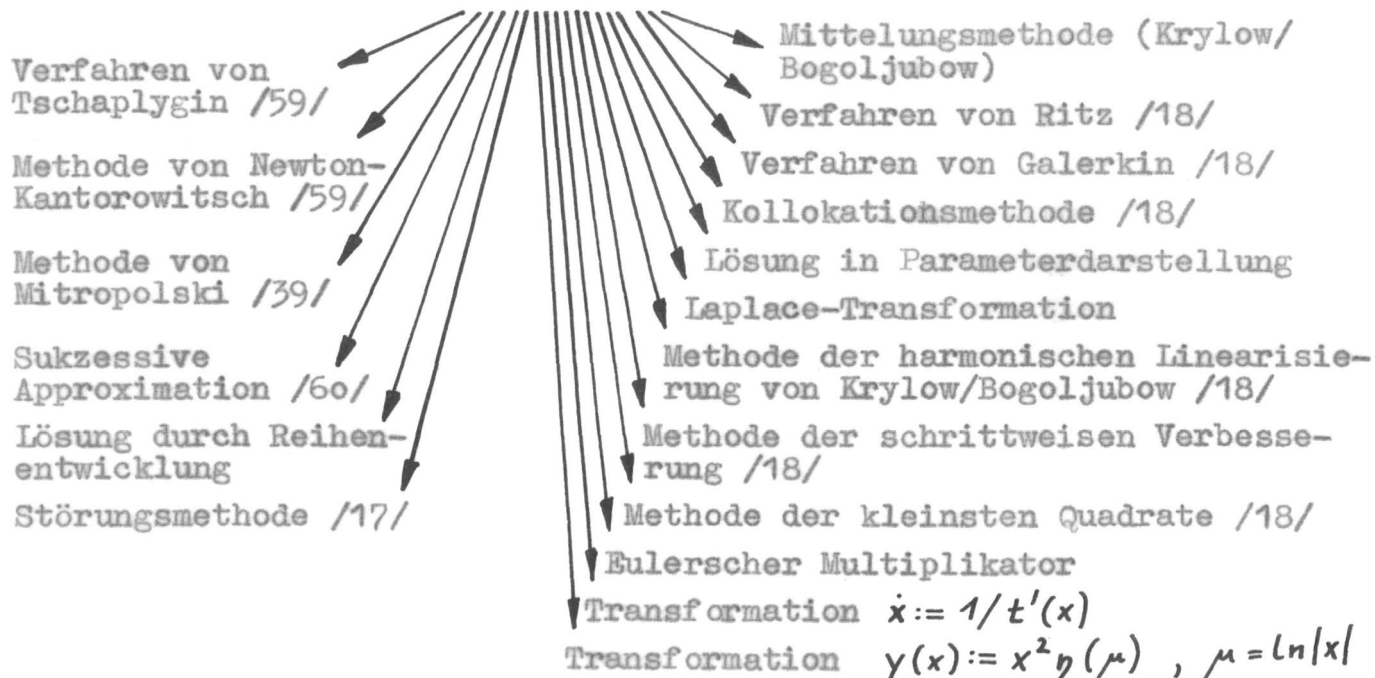 Verfahren von
Tschaplygin /59/
Methode von Newton-
Kantorowitsch /59/
Methode von
Mitropolski /39/
Sukzessive
Approximation /6o/
Lösung durch Reihen-
entwicklung
Störungsmethode /17/
Mittelungsmethode (Krylow/
Bogoljubow)
Verfahren von Ritz /18/
Verfahren von Galerkin /18/
Kollokationsmethode /18/
Lösung in Parameterdarstellung
Laplace-Transformation
Methode der harmonischen Linearisie-
rung von Krylow/Bogoljubow /18/
Methode der schrittweisen Verbesse-
rung /18/
Methode der kleinsten Quadrate /18/
Eulerscher Multiplikator
Transformation ẋ := 1/t'(x)
Transformation y(x) := x² η(μ) , μ = ln|x|